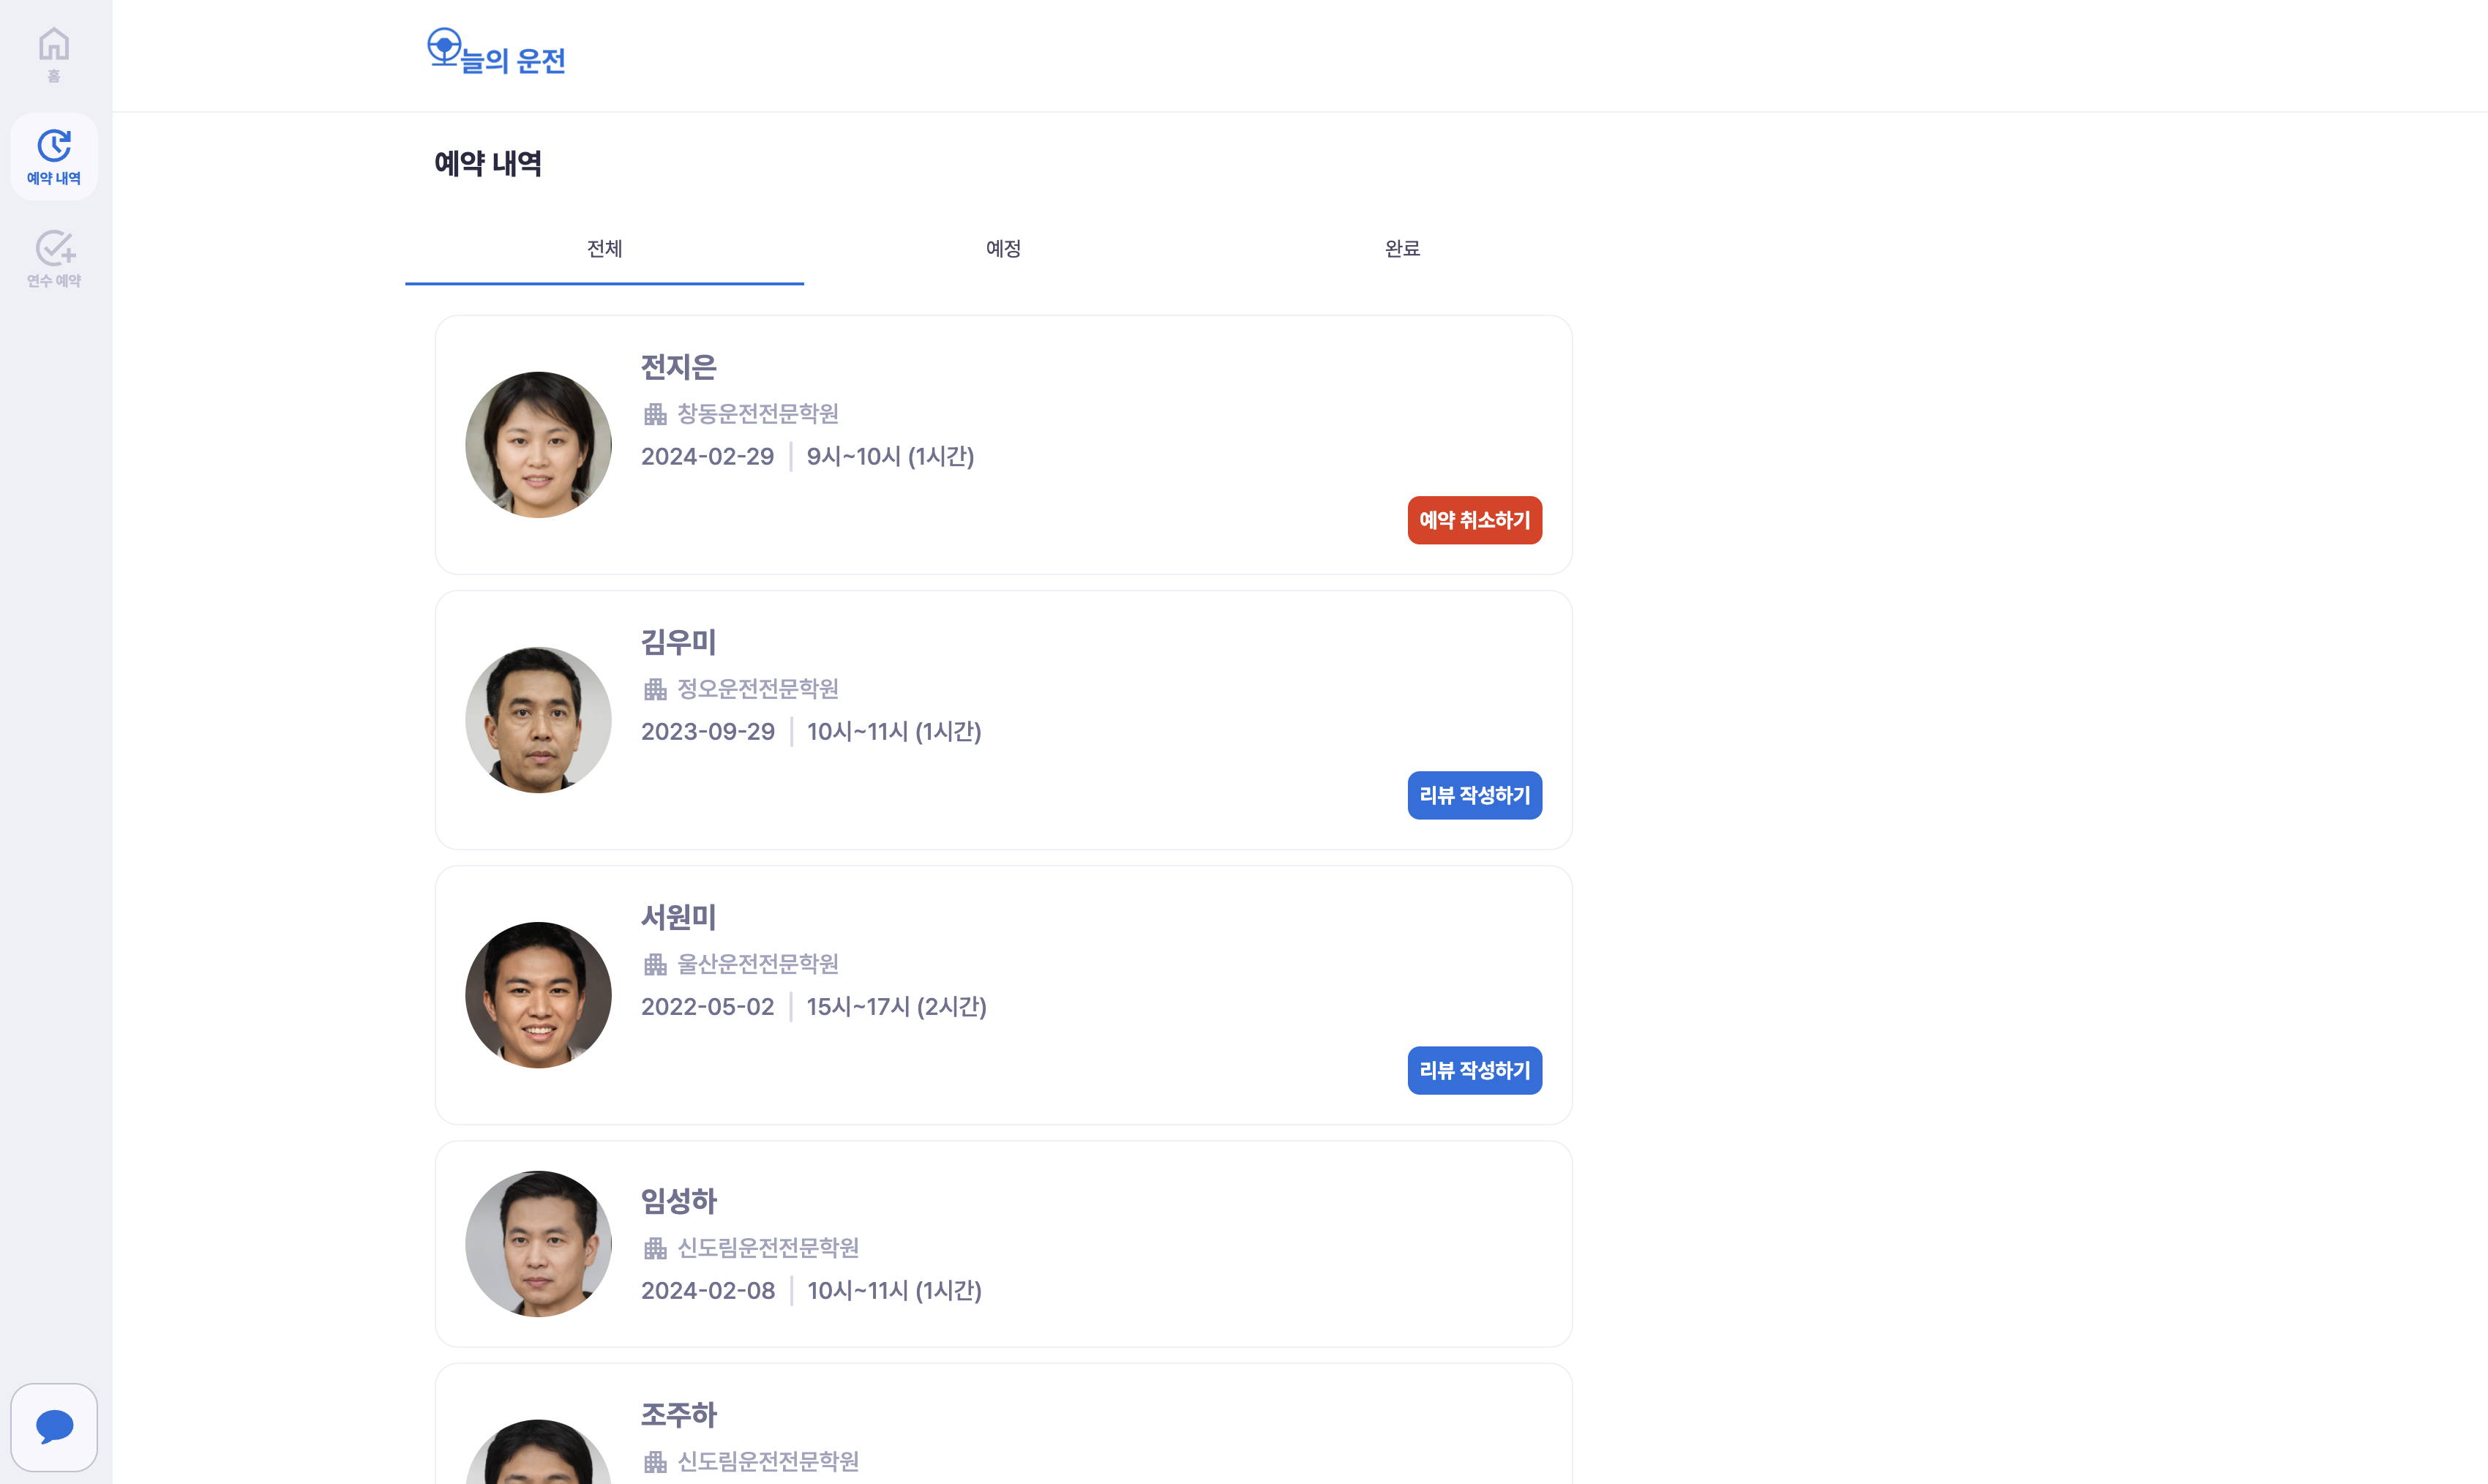 홈
예약 내역
연수 예약
늘의 운전
예약 내역
전체
예정
완료
전지은
창동운전전문학원
2024-02-29 | 9시~10시 (1시간)
예약 취소하기
김우미
정오운전전문학원
2023-09-29 | 10시~11시 (1시간)
리뷰 작성하기
서원미
울산운전전문학원
2022-05-02 | 15시~17시 (2시간)
리뷰 작성하기
임성하
신도림운전전문학원
2024-02-08 | 10시~11시 (1시간)
조주하
신도림운전전문학원